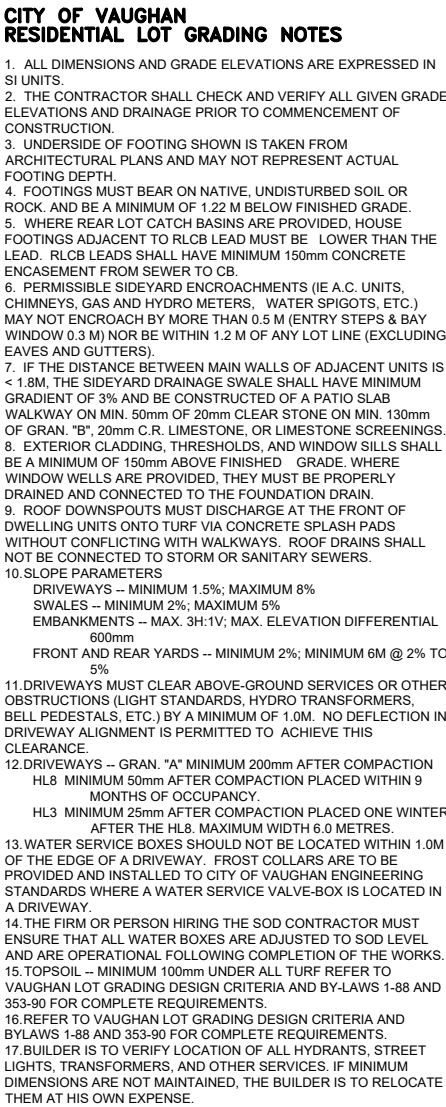 CITY OF VAUGHAN
RESIDENTIAL LOT GRADING NOTES
1. ALL DIMENSIONS AND GRADE ELEVATIONS ARE EXPRESSED IN
SI UNITS.
2. THE CONTRACTOR SHALL CHECK AND VERIFY ALL GIVEN GRADE
ELEVATIONS AND DRAINAGE PRIOR TO COMMENCEMENT OF
CONSTRUCTION.
3. UNDERSIDE OF FOOTING SHOWN IS TAKEN FROM
ARCHITECTURAL PLANS AND MAY NOT REPRESENT ACTUAL
FOOTING DEPTH.
4. FOOTINGS MUST BEAR ON NATIVE, UNDISTURBED SOIL OR
ROCK. AND BE A MINIMUM OF 1.22 M BELOW FINISHED GRADE.
5. WHERE REAR LOT CATCH BASINS ARE PROVIDED, HOUSE
FOOTINGS ADJACENT TO RLCB LEAD MUST BE LOWER THAN THE
LEAD. RLCB LEADS SHALL HAVE MINIMUM 150mm CONCRETE
ENCASEMENT FROM SEWER TO CB.
6. PERMISSIBLE SIDEYARD ENCROACHMENTS (IE A.C. UNITS,
CHIMNEYS, GAS AND HYDRO METERS, WATER SPIGOTS, ETC.)
MAY NOT ENCROACH BY MORE THAN 0.5 M (ENTRY STEPS & BAY
WINDOW 0.3 M) NOR BE WITHIN 1.2 M OF ANY LOT LINE (EXCLUDING
EAVES AND GUTTERS).
7. IF THE DISTANCE BETWEEN MAIN WALLS OF ADJACENT UNITS IS
< 1.8M, THE SIDEYARD DRAINAGE SWALE SHALL HAVE MINIMUM
GRADIENT OF 3% AND BE CONSTRUCTED OF A PATIO SLAB
WALKWAY ON MIN. 50mm OF 20mm CLEAR STONE ON MIN. 130mm
OF GRAN. "B", 20mm C.R. LIMESTONE, OR LIMESTONE SCREENINGS.
8. EXTERIOR CLADDING, THRESHOLDS, AND WINDOW SILLS SHALL
BE A MINIMUM OF 150mm ABOVE FINISHED GRADE. WHERE
WINDOW WELLS ARE PROVIDED, THEY MUST BE PROPERLY
DRAINED AND CONNECTED TO THE FOUNDATION DRAIN.
9. ROOF DOWNSPOUTS MUST DISCHARGE AT THE FRONT OF
DWELLING UNITS ONTO TURF VIA CONCRETE SPLASH PADS
WITHOUT CONFLICTING WITH WALKWAYS. ROOF DRAINS SHALL
NOT BE CONNECTED TO STORM OR SANITARY SEWERS.
10.SLOPE PARAMETERS
DRIVEWAYS -- MINIMUM 1.5%; MAXIMUM 8%
SWALES -- MINIMUM 2%; MAXIMUM 5%
EMBANKMENTS -- MAX. 3H:1V; MAX. ELEVATION DIFFERENTIAL
600mm
FRONT AND REAR YARDS -- MINIMUM 2%; MINIMUM 6M @ 2% TO
5%
11.DRIVEWAYS MUST CLEAR ABOVE-GROUND SERVICES OR OTHER
OBSTRUCTIONS (LIGHT STANDARDS, HYDRO TRANSFORMERS,
BELL PEDESTALS, ETC.) BY A MINIMUM OF 1.0M. NO DEFLECTION IN
DRIVEWAY ALIGNMENT IS PERMITTED TO ACHIEVE THIS
CLEARANCE.
12.DRIVEWAYS -- GRAN. "A" MINIMUM 200mm AFTER COMPACTION
HL8 MINIMUM 50mm AFTER COMPACTION PLACED WITHIN 9
MONTHS OF OCCUPANCY.
HL3 MINIMUM 25mm AFTER COMPACTION PLACED ONE WINTER
AFTER THE HL8. MAXIMUM WIDTH 6.0 METRES.
13.WATER SERVICE BOXES SHOULD NOT BE LOCATED WITHIN 1.0M
OF THE EDGE OF A DRIVEWAY. FROST COLLARS ARE TO BE
PROVIDED AND INSTALLED TO CITY OF VAUGHAN ENGINEERING
STANDARDS WHERE A WATER SERVICE VALVE-BOX IS LOCATED IN
A DRIVEWAY.
14.THE FIRM OR PERSON HIRING THE SOD CONTRACTOR MUST
ENSURE THAT ALL WATER BOXES ARE ADJUSTED TO SOD LEVEL
AND ARE OPERATIONAL FOLLOWING COMPLETION OF THE WORKS.
15.TOPSOIL -- MINIMUM 100mm UNDER ALL TURF REFER TO
VAUGHAN LOT GRADING DESIGN CRITERIA AND BY-LAWS 1-88 AND
353-90 FOR COMPLETE REQUIREMENTS.
16.REFER TO VAUGHAN LOT GRADING DESIGN CRITERIA AND
BYLAWS 1-88 AND 353-90 FOR COMPLETE REQUIREMENTS.
17.BUILDER IS TO VERIFY LOCATION OF ALL HYDRANTS, STREET
LIGHTS, TRANSFORMERS, AND OTHER SERVICES. IF MINIMUM
DIMENSIONS ARE NOT MAINTAINED, THE BUILDER IS TO RELOCATE
THEM AT HIS OWN EXPENSE.